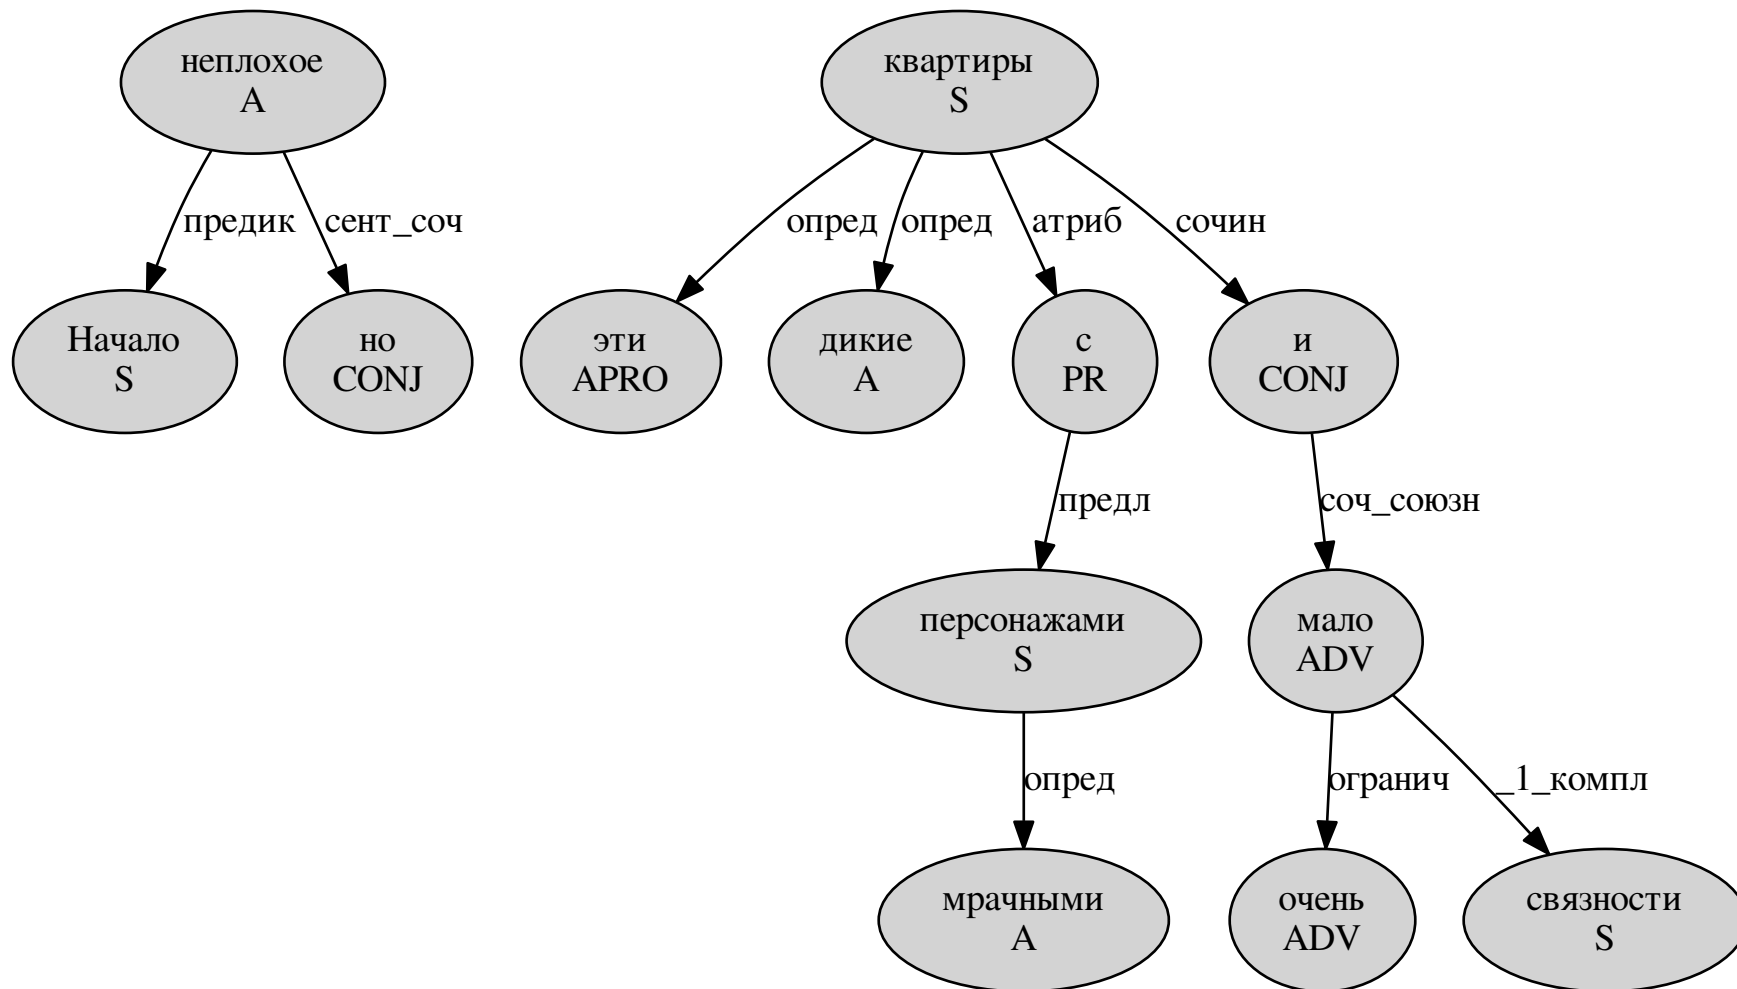 неплохое
A
квартиры
S
предик
сент_соч
опред
опред
атриб
сочин
Начало
S
но
CONJ
эти
APRO
дикие
A
с
PR
и
CONJ
предл
соч_союзн
персонажами
S
мало
ADV
опред
огранич
_1_компл
мрачными
A
очень
ADV
связности
S